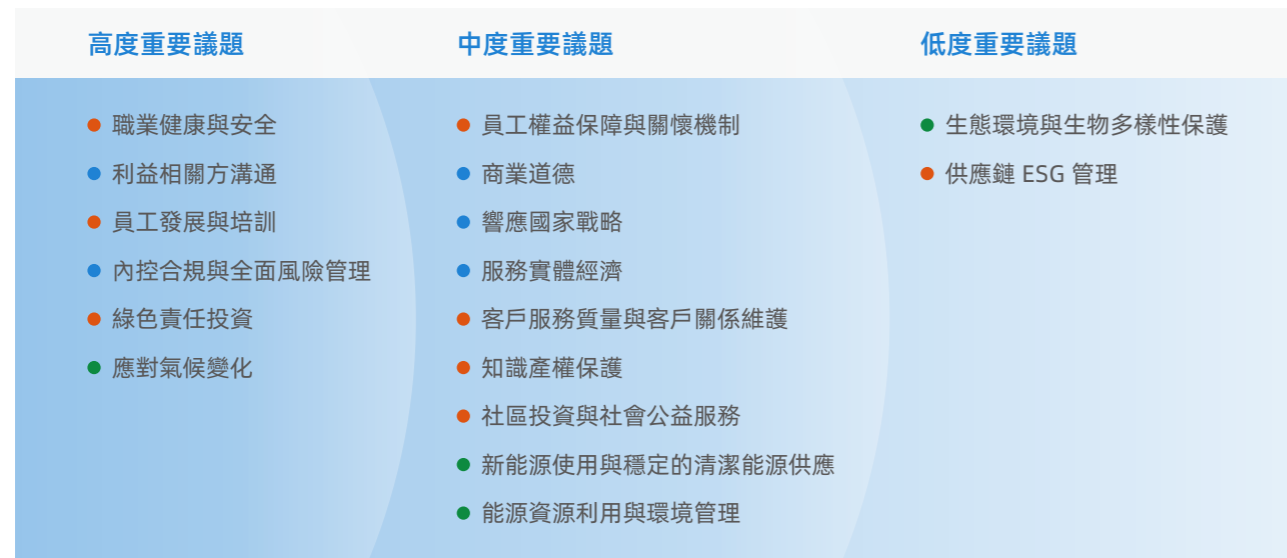 高度重要議題
職業健康與安全
利益相關方溝通
員工發展與培訓
內控合規與全面風險管理
綠色責任投資
應對氣候變化
中度重要議題
員工權益保障與關懷機制
商業道德
響應國家戰略
服務實體經濟
客戶服務質量與客戶關係維護
知識產權保護
社區投資與社會公益服務
新能源使用與穩定的清潔能源供應
能源資源利用與環境管理
低度重要議題
生態環境與生物多樣性保護
供應鏈 ESG 管理